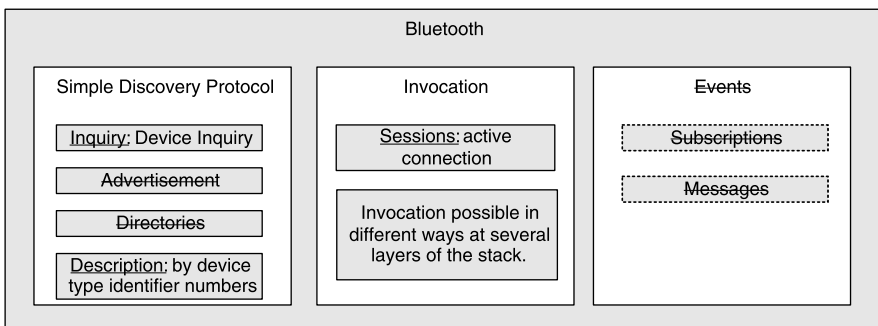 Bluetooth
Simple Discovery Protocol
Inquiry: Device Inquiry
Advertisement
Directories
Description: by device
type identifier numbers
Invocation
Sessions: active
connection
Invocation possible in
different ways at several
layers of the stack.
Events
Subscriptions
Messages